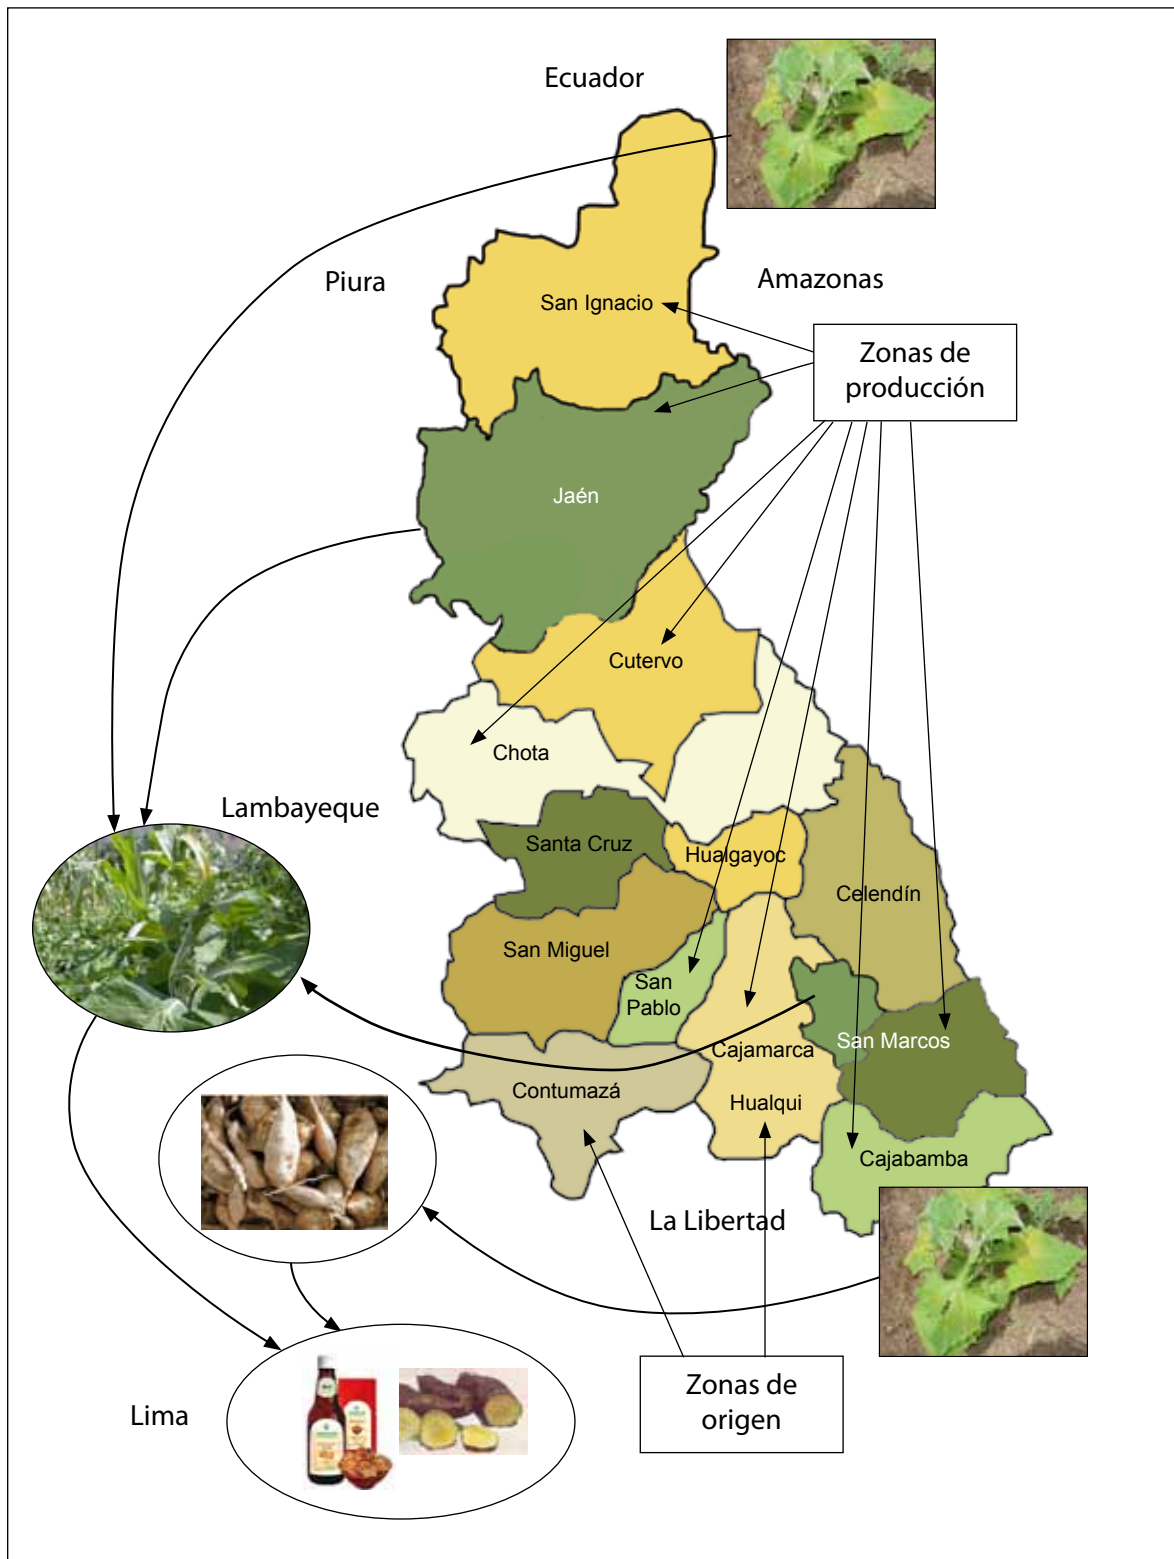 Ecuador
Piura
Amazonas
San Ignacio
Zonas de
producción
Jaén
Cutervo
Chota
Lambayeque
Santa Cruz
Hualgayoc
Celendín
San Miguel
San
Pablo
San Marcos
Cajamarca
Contumazá
Hualqui
Cajabamba
La Libertad
Zonas de
origen
Lima